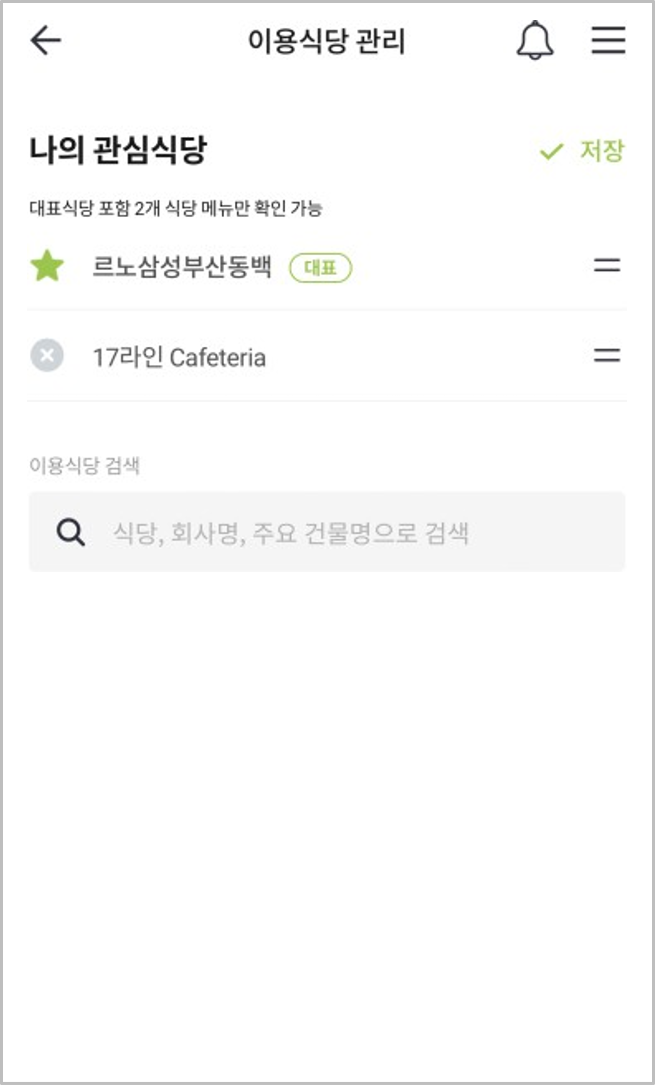 이용식당 관리
나의 관심식당
저장
대표식당 포함 2개 식당 메뉴만 확인 가능
르노삼성부산동백 대표
17라인 Cafeteria
이용식당 검색
식당, 회사명, 주요 건물명으로 검색